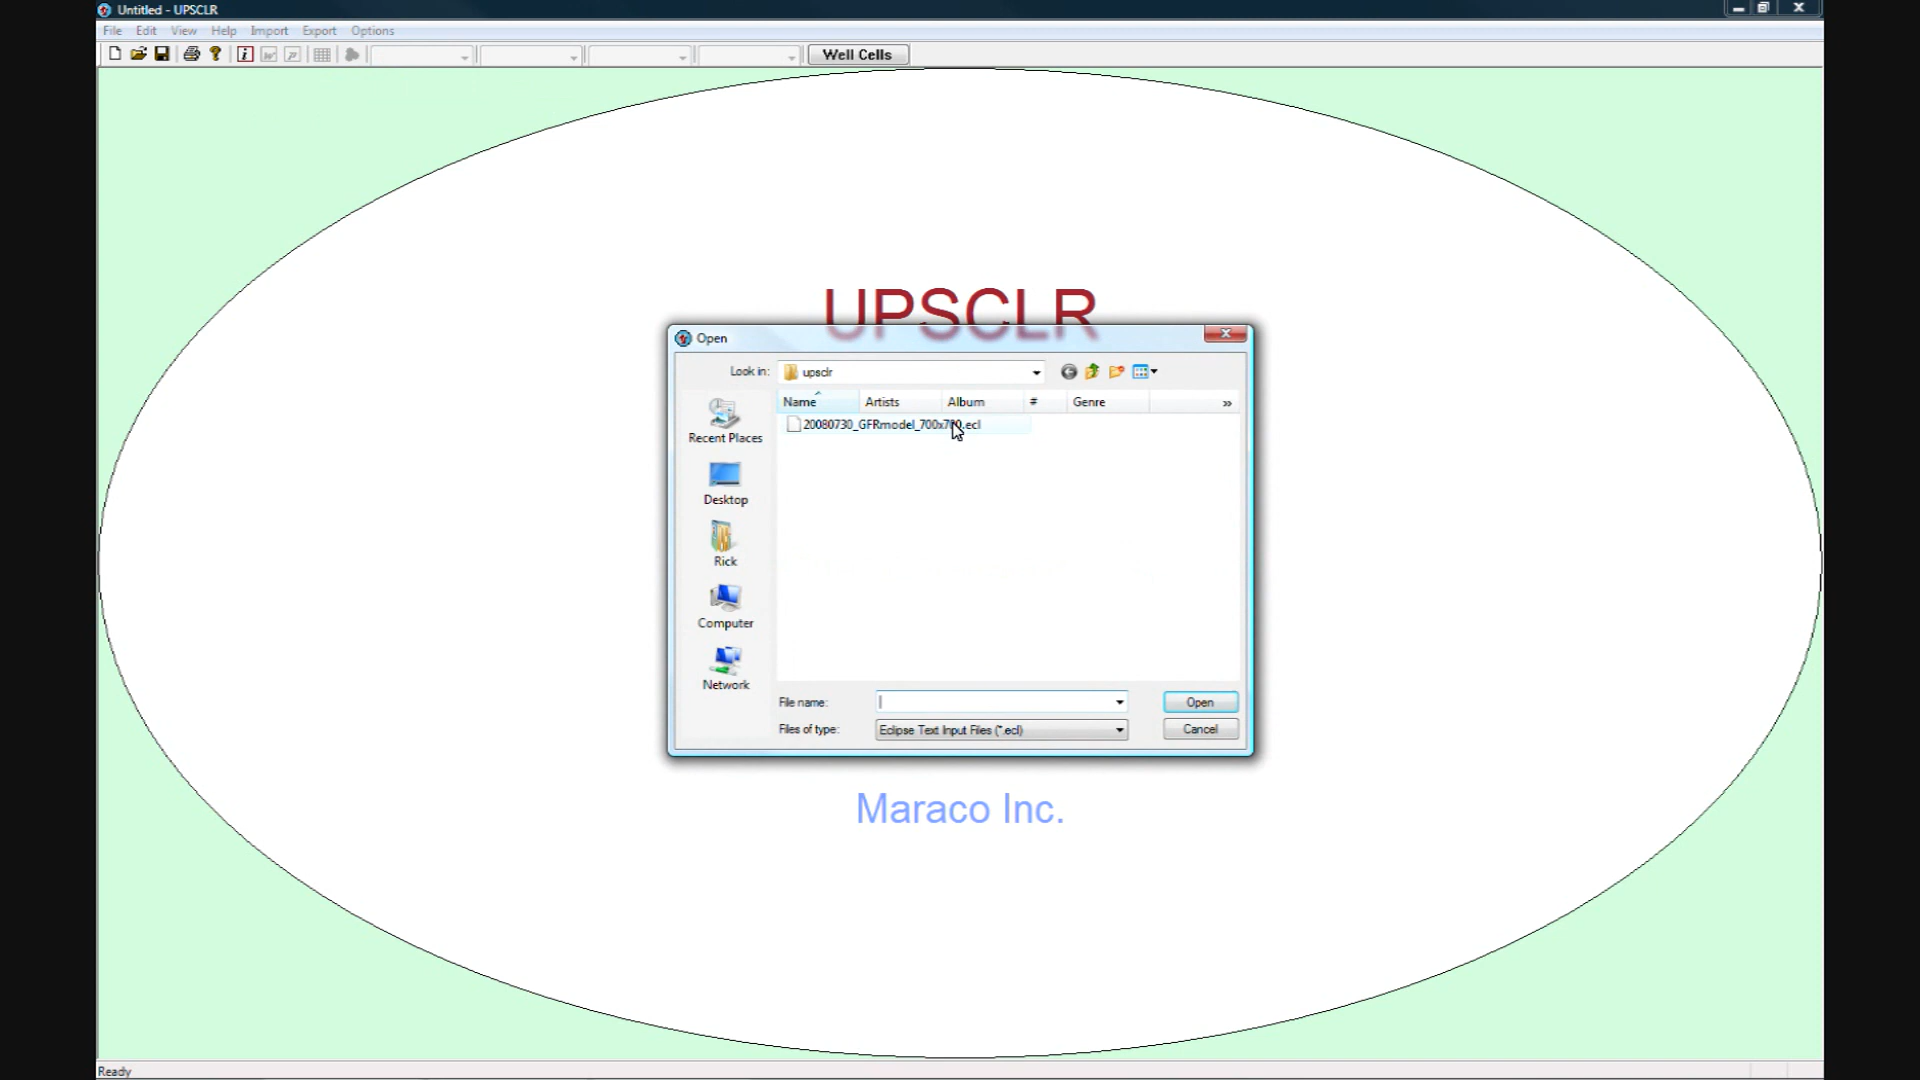 Untitled - UPSCLR
File Edit View Help Import Export Options
Well Cells
UPSCLR
Open
Look in: upsclr
Name Artists Album # Genre »
20080730_GFRmodel_700x700.ecl
Recent Places
Desktop
Rick
Computer
Network
File name: Open
Files of type: Eclipse Text Input Files (*.ecl) Cancel
Maraco Inc.
Ready